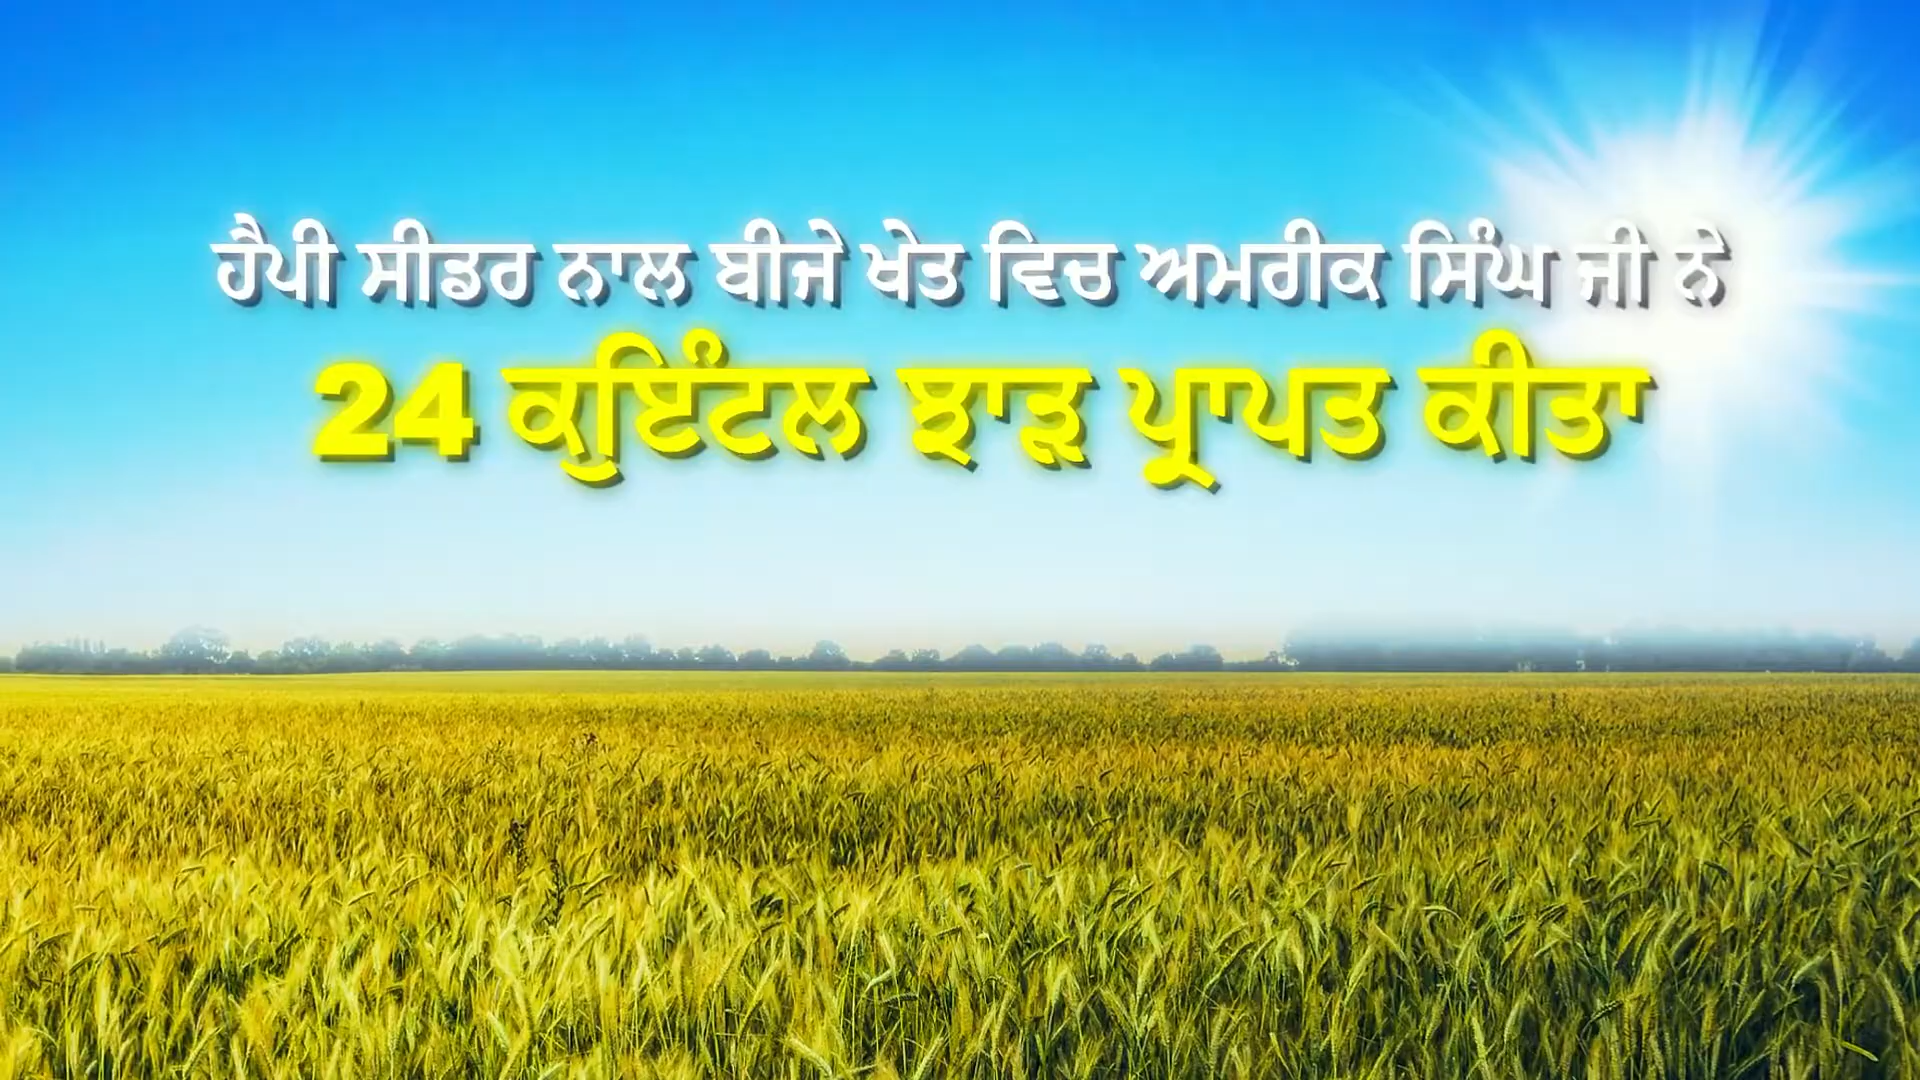 ਹੈਪੀ ਸੀਡਰ ਨਾਲ ਬੀਜੇ ਖੇਤ ਵਿਚ ਅਮਰੀਕ ਸਿੰਘ ਜੀ ਨੇ
24 ਕੁਇੰਟਲ ਝਾੜ ਪ੍ਰਾਪਤ ਕੀਤਾ